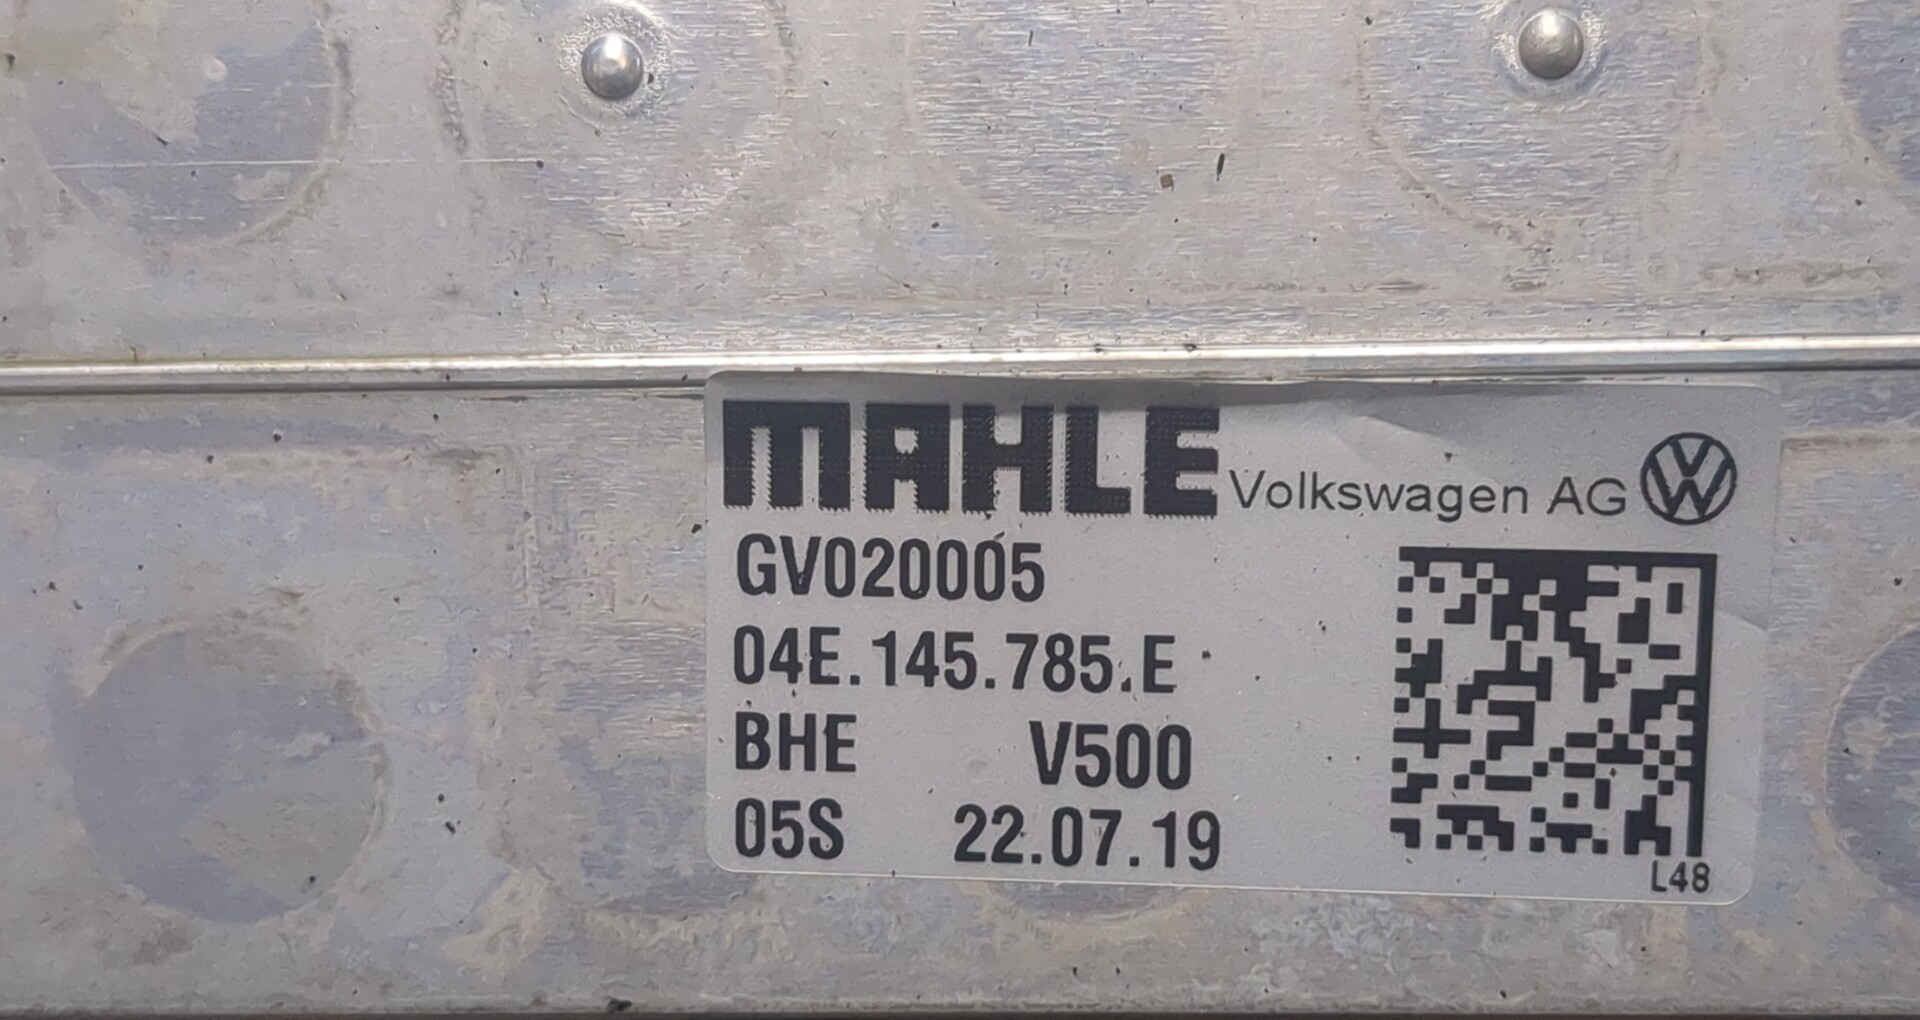 MAHLE Volkswagen AG
GV020005
04E.145.785.E
BHE V500
05S 22.07.19
L48